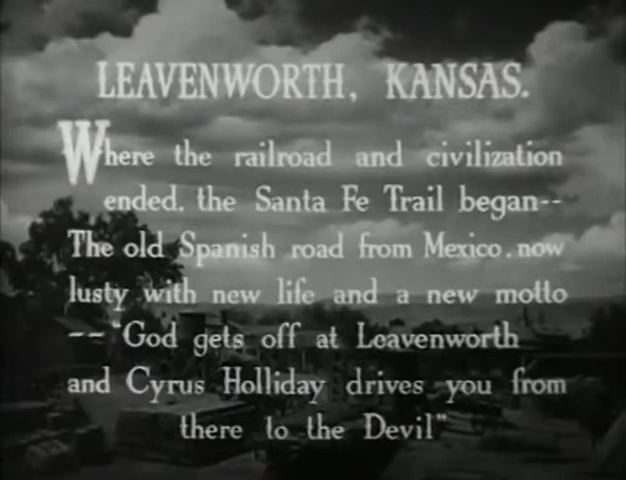 LEAVENWORTH, KANSAS.
Where the railroad and civilization
ended. the Santa Fe Trail began--
The old Spanish road from Mexico. now
lusty with new life and a new motto
-- "God gets off at Leavenworth
and Cyrus Holliday drives you from
there to the Devil"